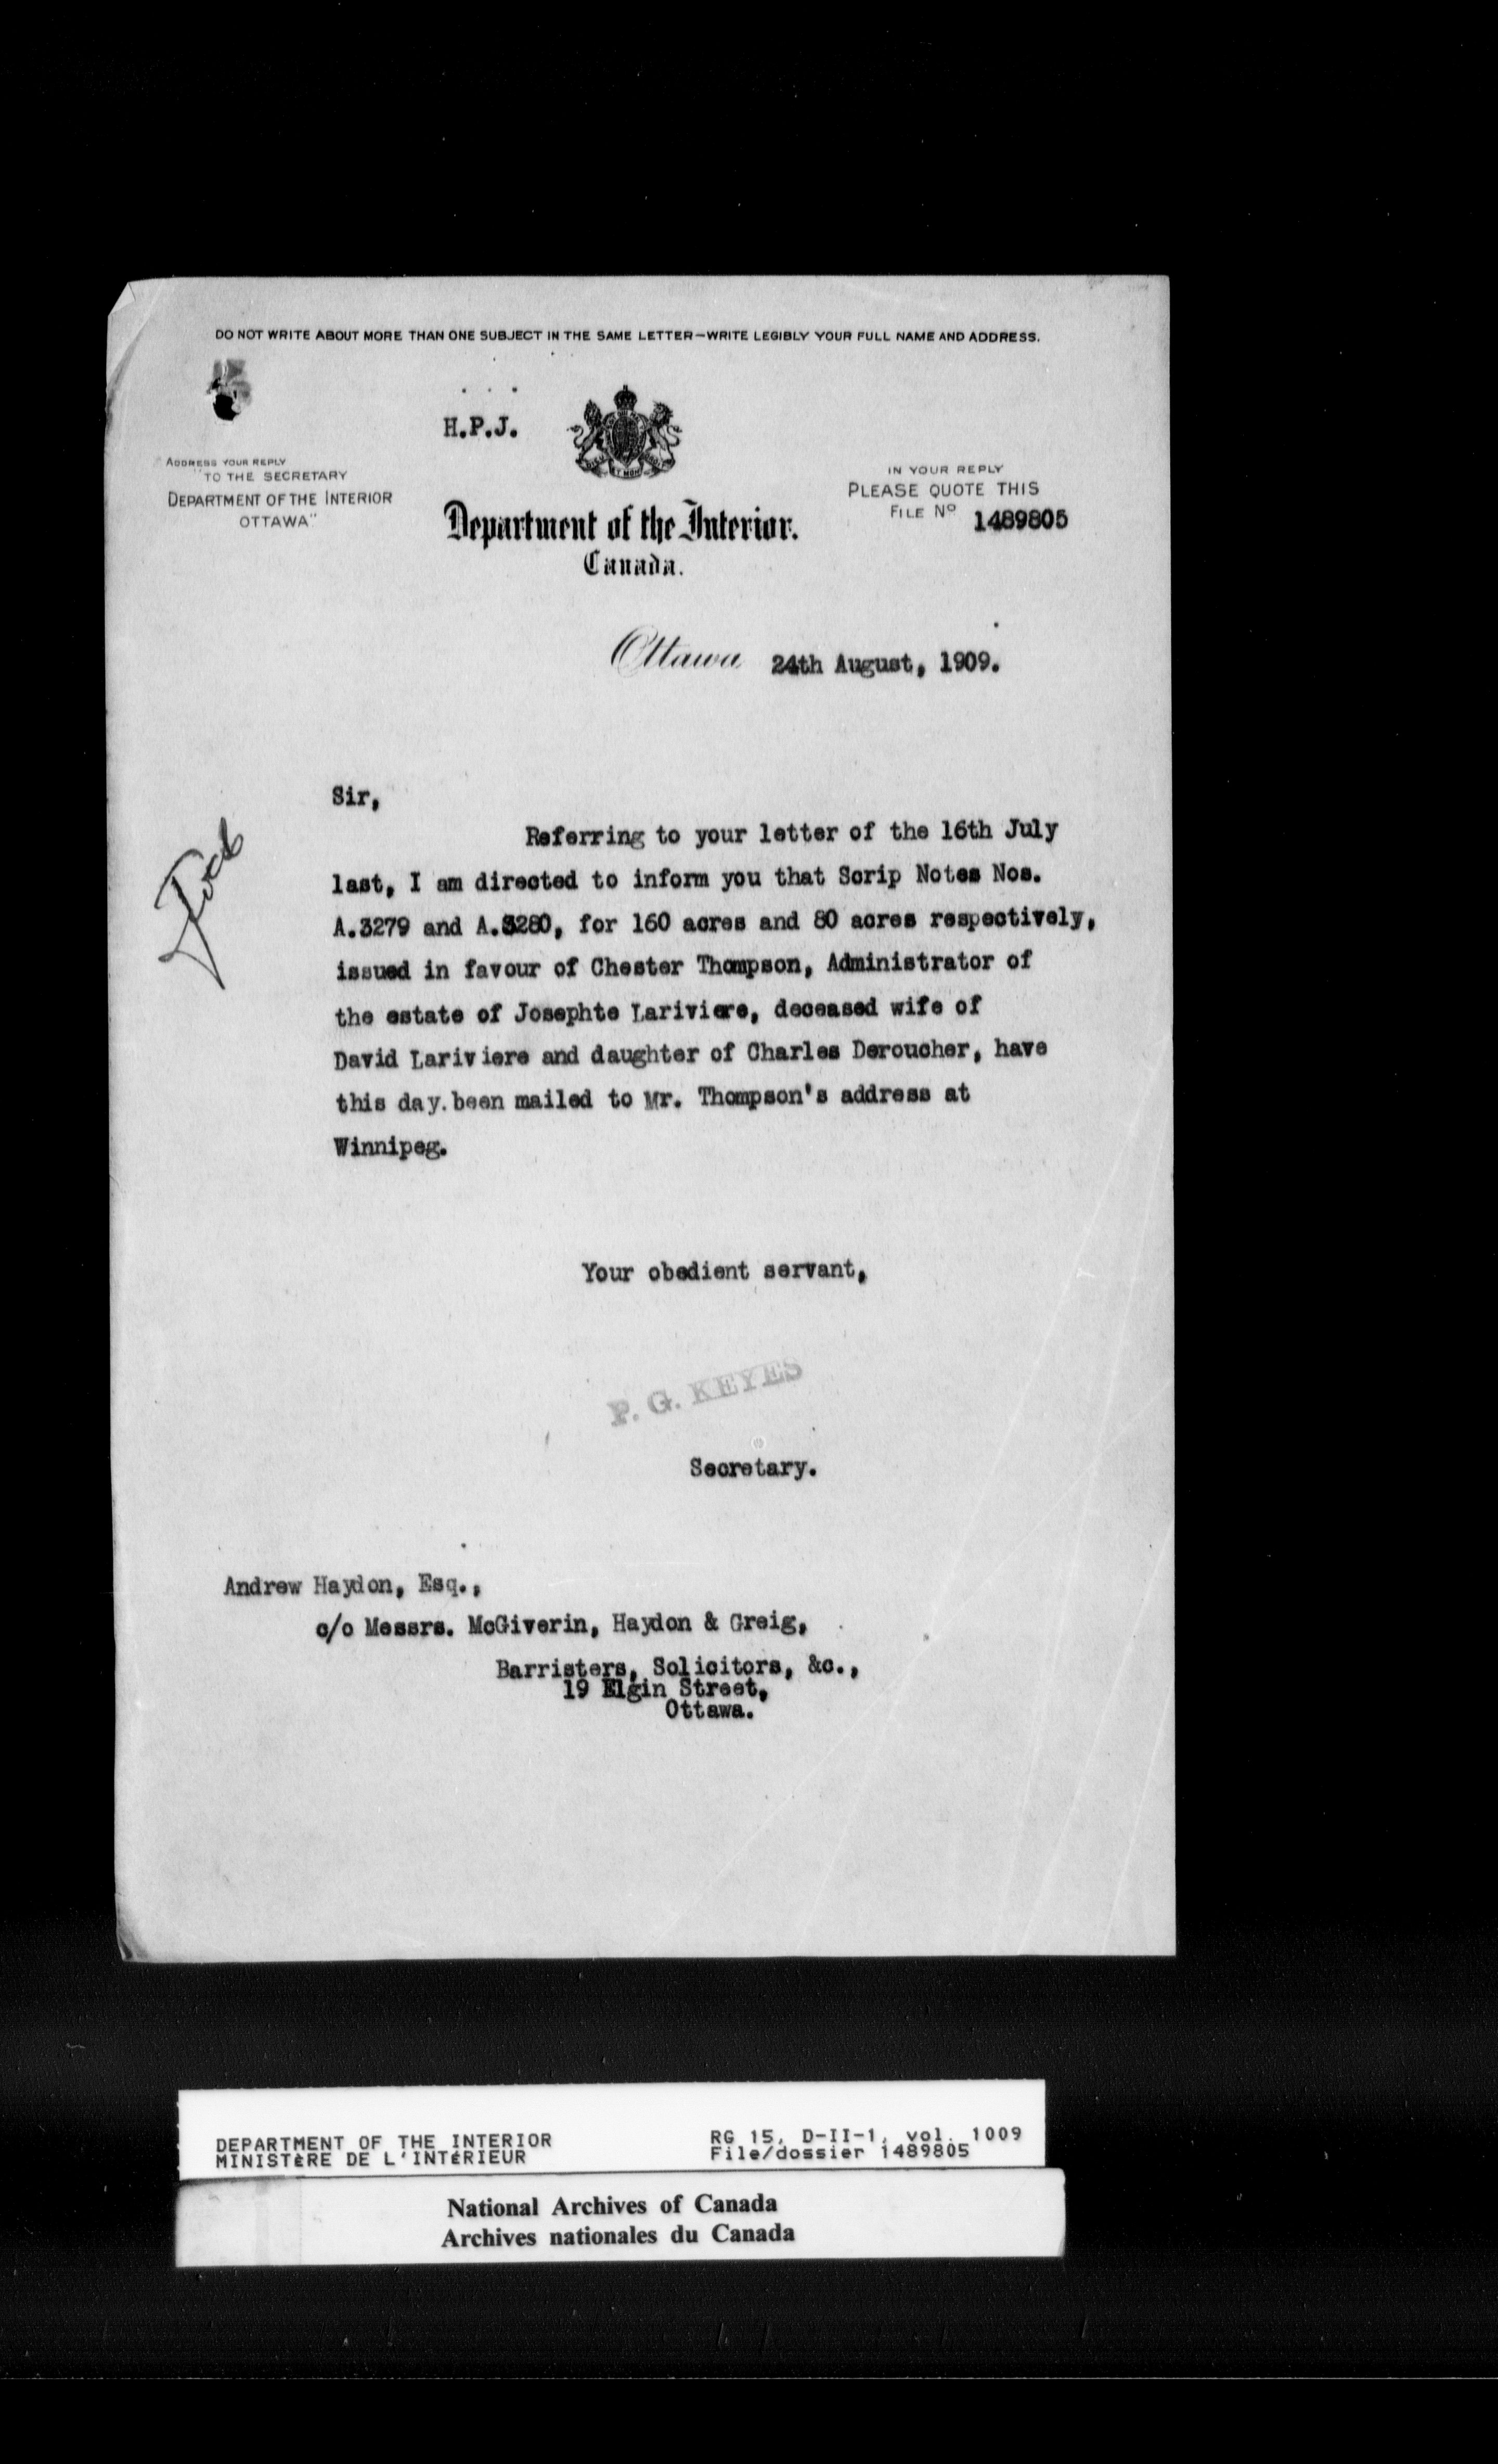 DO NOT WRITE ABOUT MORE THAN ONE SUBJECT IN THE SAME LETTER—WRITE LEGIBLY YOUR FULL NAME AND ADDRESS.
H.P.J.
ADDRESS YOUR REPLY
"TO THE SECRETARY
DEPARTMENT OF THE INTERIOR
OTTAWA"
IN YOUR REPLY
PLEASE QUOTE THIS
FILE No 1489805
Department of the Interior.
Canada.
Ottawa 24th August, 1909.
Sir,
Referring to your letter of the 16th July
last, I am directed to inform you that Scrip Notes Nos.
A.3279 and A.3280, for 160 acres and 80 acres respectively,
issued in favour of Chester Thompson, Administrator of
the estate of Josephte Lariviere, deceased wife of
David Lariviere and daughter of Charles Deroucher, have
this day.been mailed to Mr. Thompson's address at
Winnipeg.
Your obedient servant,
P. G. KEYES
Secretary.
Andrew Haydon, Esq.,
c/o Messrs. McGiverin, Haydon & Greig,
Barristers, Solicitors, &c.,
19 Elgin Street,
Ottawa.
DEPARTMENT OF THE INTERIOR
MINISTÈRE DE L'INTÉRIEUR
RG 15, D-II-1, vol. 1009
File/dossier 1489805
National Archives of Canada
Archives nationales du Canada